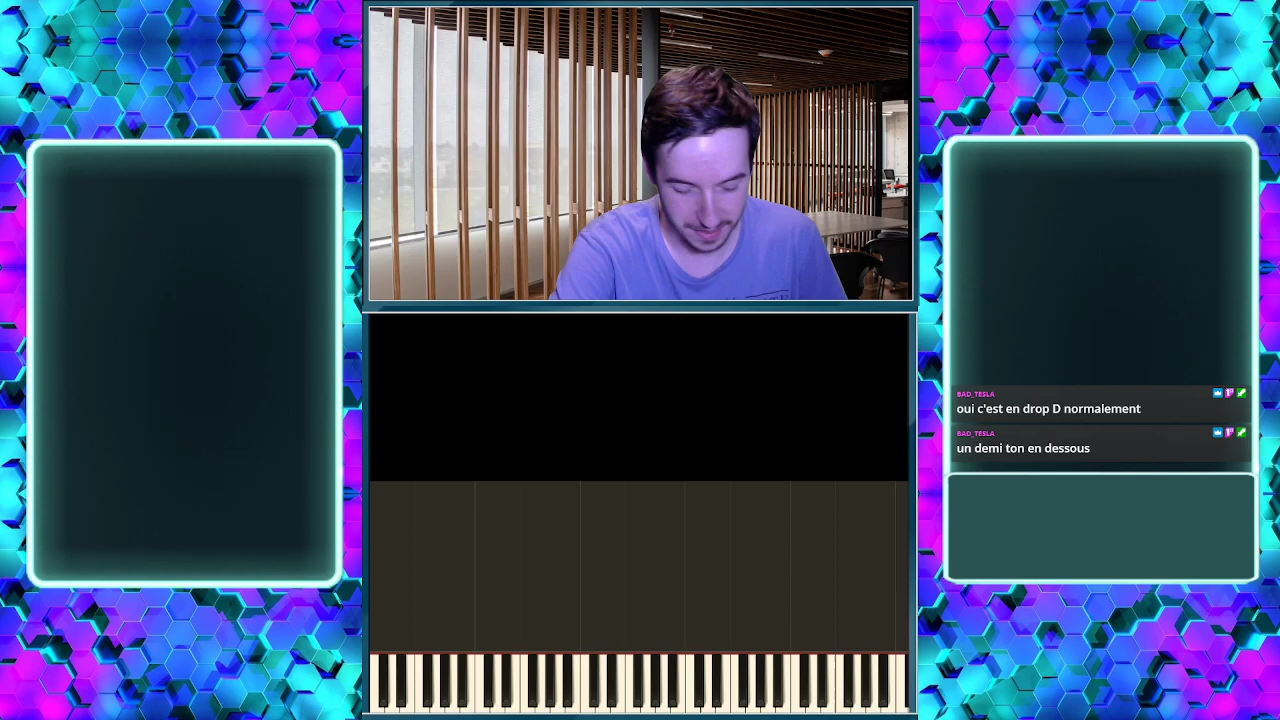 BAD_TESLA
oui c'est en drop D normalement
BAD_TESLA
un demi ton en dessous